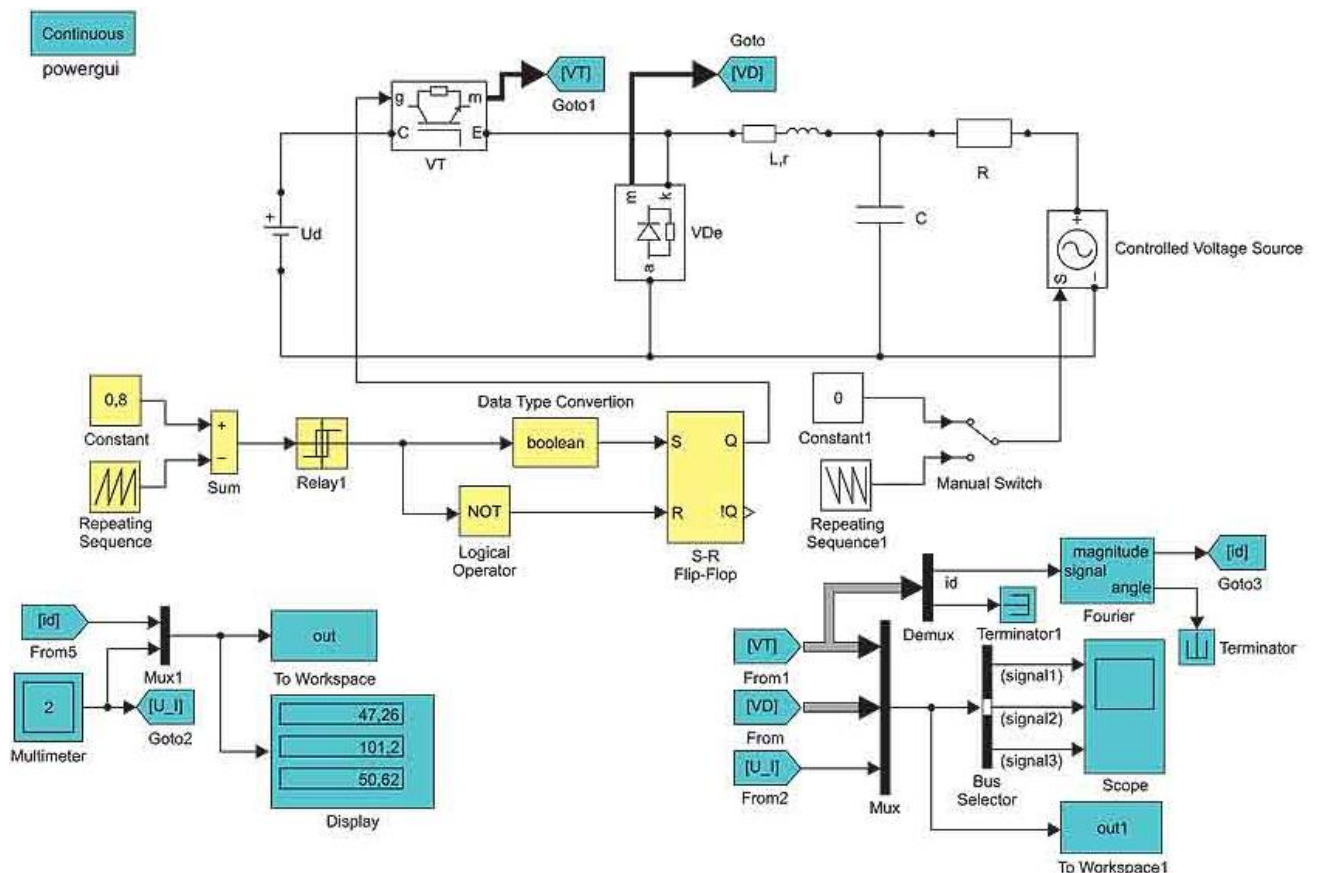 Continuous
powergui
Goto
[VT]
Goto1
[VD]
g
m
C
E
VT
L,r
R
+
Ud
m
k
a
VDe
C
+
S
−
Controlled Voltage Source
0,8
Constant
+
−
Sum
Repeating
Sequence
Relay1
Data Type Convertion
boolean
NOT
Logical
Operator
S
Q
R
!Q
S-R
Flip-Flop
0
Constant1
Manual Switch
Repeating
Sequence1
[id]
From5
2
Multimeter
Mux1
[U_I]
Goto2
out
To Workspace
47,26
101,2
50,62
Display
id
Demux
Terminator1
magnitude
signal
angle
Fourier
[id]
Goto3
Terminator
[VT]
From1
[VD]
From
[U_I]
From2
Mux
(signal1)
(signal2)
(signal3)
Bus
Selector
Scope
out1
To Workspace1